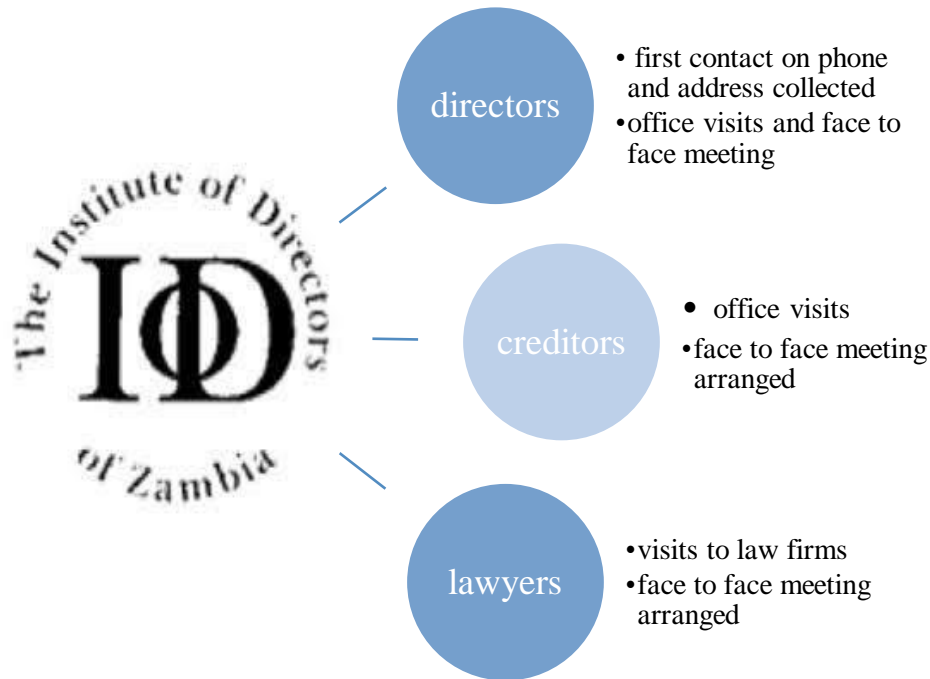 The Institute of Directors
IoD
of Zambia
directors
• first contact on phone
and address collected
•office visits and face to
face meeting
creditors
• office visits
•face to face meeting
arranged
lawyers
•visits to law firms
•face to face meeting
arranged